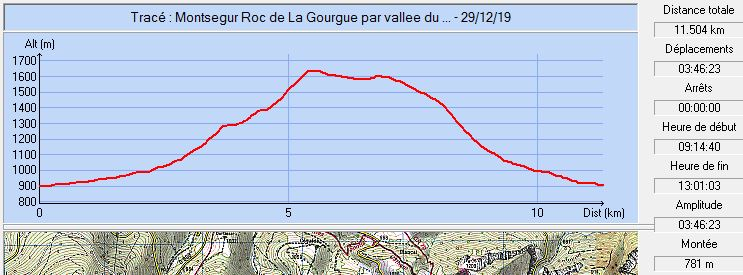 Tracé : Montsegur Roc de La Gourgue par vallee du ... - 29/12/19
Alt (m)
1700
1600
1500
1400
1300
1200
1100
1000
900
800
0
5
10
Dist (km)
Distance totale
11.504 km
Déplacements
03:46:23
Arrêts
00:00:00
Heure de début
09:14:40
Heure de fin
13:01:03
Amplitude
03:46:23
Montée
781 m